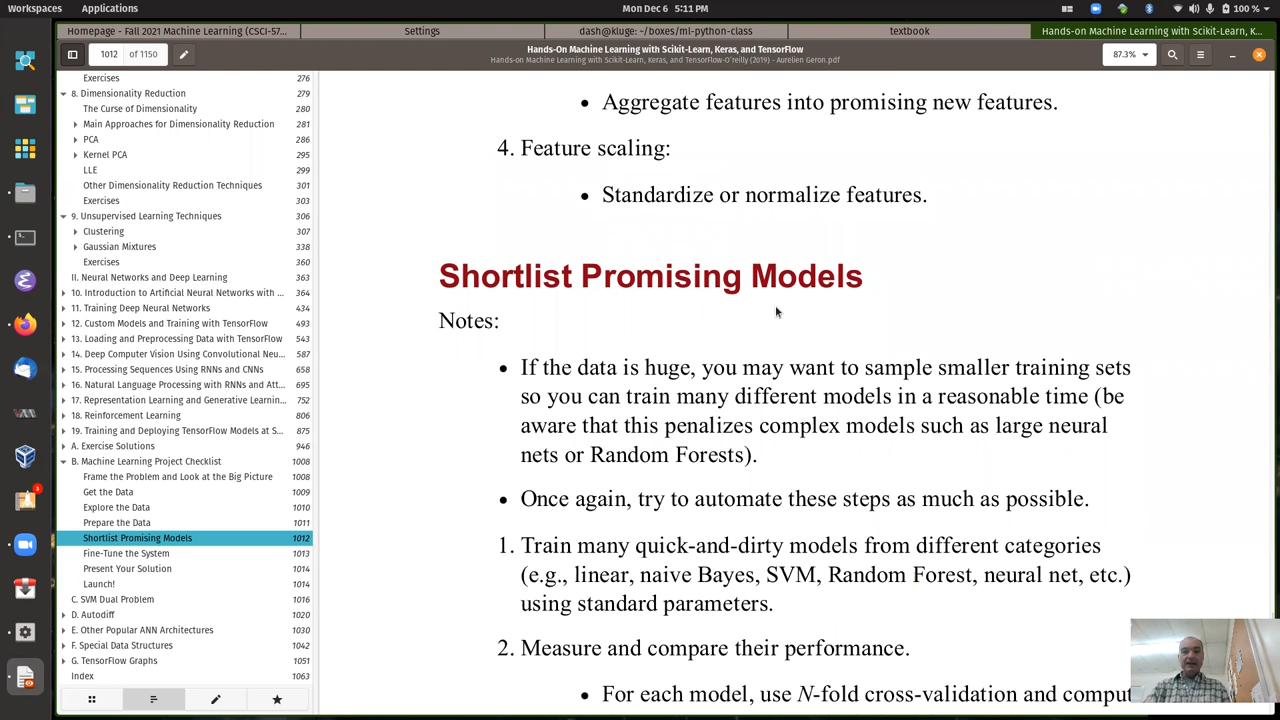 Workspaces Applications Mon Dec 6 5:11 PM 100 %
Homepage - Fall 2021 Machine Learning (CSCI-57... Settings dash@kluge: ~/boxes/ml-python-class textbook Hands-On Machine Learning with Scikit-Learn, Keras, and TensorFlow-O'reilly, K...
1012 of 1150
Hands-On Machine Learning with Scikit-Learn, Keras, and TensorFlow
Hands-on Machine Learning with Scikit-Learn, Keras, and TensorFlow-O'reilly (2019) - Aurelien Geron.pdf
87.3%
Exercises 276
8. Dimensionality Reduction 279
The Curse of Dimensionality 280
Main Approaches for Dimensionality Reduction 281
PCA 286
Kernel PCA 295
LLE 299
Other Dimensionality Reduction Techniques 301
Exercises 303
9. Unsupervised Learning Techniques 306
Clustering 307
Gaussian Mixtures 338
Exercises 360
II. Neural Networks and Deep Learning 363
10. Introduction to Artificial Neural Networks with ... 364
11. Training Deep Neural Networks 434
12. Custom Models and Training with TensorFlow 493
13. Loading and Preprocessing Data with TensorFlow 543
14. Deep Computer Vision Using Convolutional Neu... 587
15. Processing Sequences Using RNNs and CNNs 658
16. Natural Language Processing with RNNs and Att... 695
17. Representation Learning and Generative Learnin... 752
18. Reinforcement Learning 806
19. Training and Deploying TensorFlow Models at S... 875
A. Exercise Solutions 946
B. Machine Learning Project Checklist 1008
Frame the Problem and Look at the Big Picture 1008
Get the Data 1009
Explore the Data 1010
Prepare the Data 1011
Shortlist Promising Models 1012
Fine-Tune the System 1013
Present Your Solution 1014
Launch! 1014
C. SVM Dual Problem 1016
D. Autodiff 1020
E. Other Popular ANN Architectures 1030
F. Special Data Structures 1042
G. TensorFlow Graphs 1051
Index 1063
• Aggregate features into promising new features.
4. Feature scaling:
• Standardize or normalize features.
Shortlist Promising Models
Notes:
• If the data is huge, you may want to sample smaller training sets
so you can train many different models in a reasonable time (be
aware that this penalizes complex models such as large neural
nets or Random Forests).
• Once again, try to automate these steps as much as possible.
1. Train many quick-and-dirty models from different categories
(e.g., linear, naive Bayes, SVM, Random Forest, neural net, etc.)
using standard parameters.
2. Measure and compare their performance.
• For each model, use N-fold cross-validation and comput